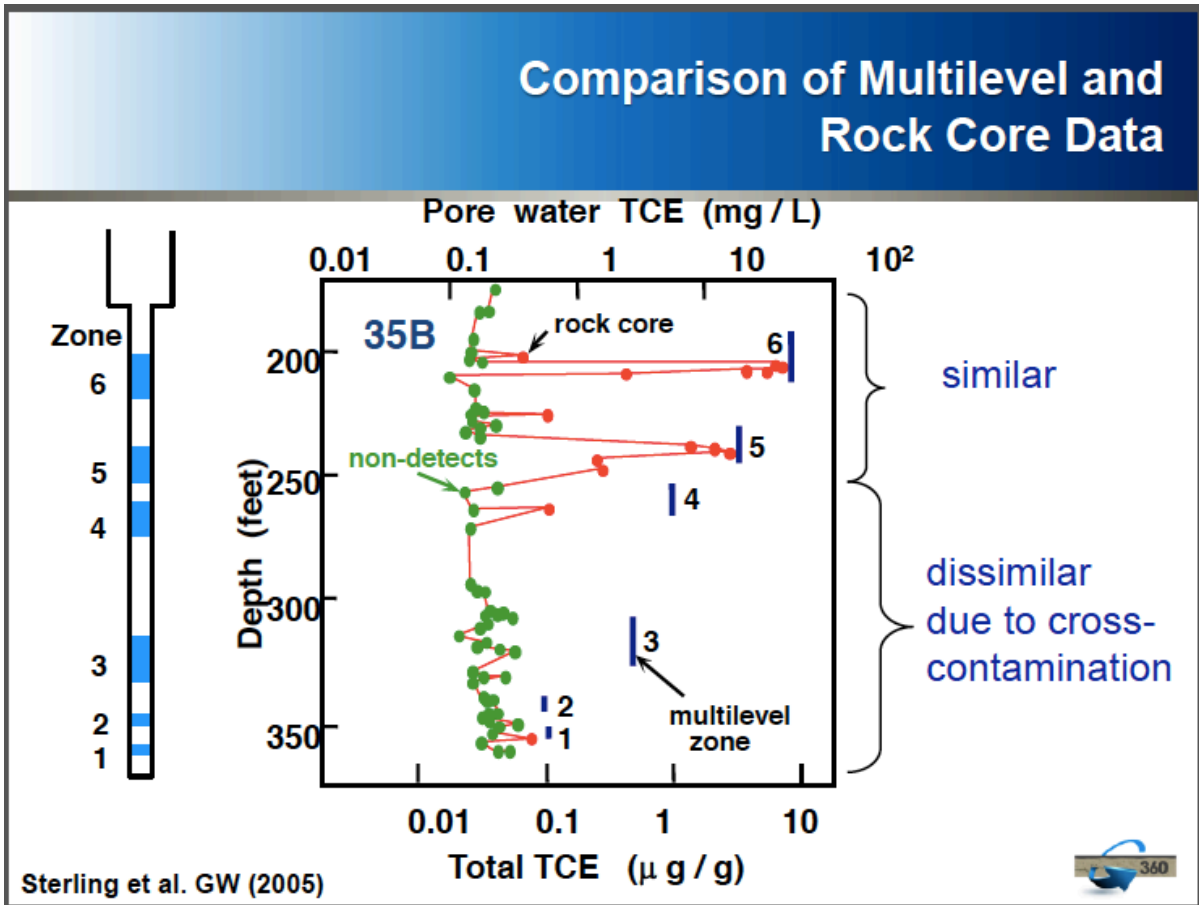 Comparison of Multilevel and
Rock Core Data
Pore water TCE (mg / L)
0.01 0.1 1 10 10²
Zone
6
5
4
3
2
1
Depth (feet)
200
250
300
350
35B
rock core
non-detects
6
5
4
3
2
1
multilevel
zone
similar
dissimilar
due to cross-
contamination
0.01 0.1 1 10
Total TCE (μ g / g)
Sterling et al. GW (2005)
360